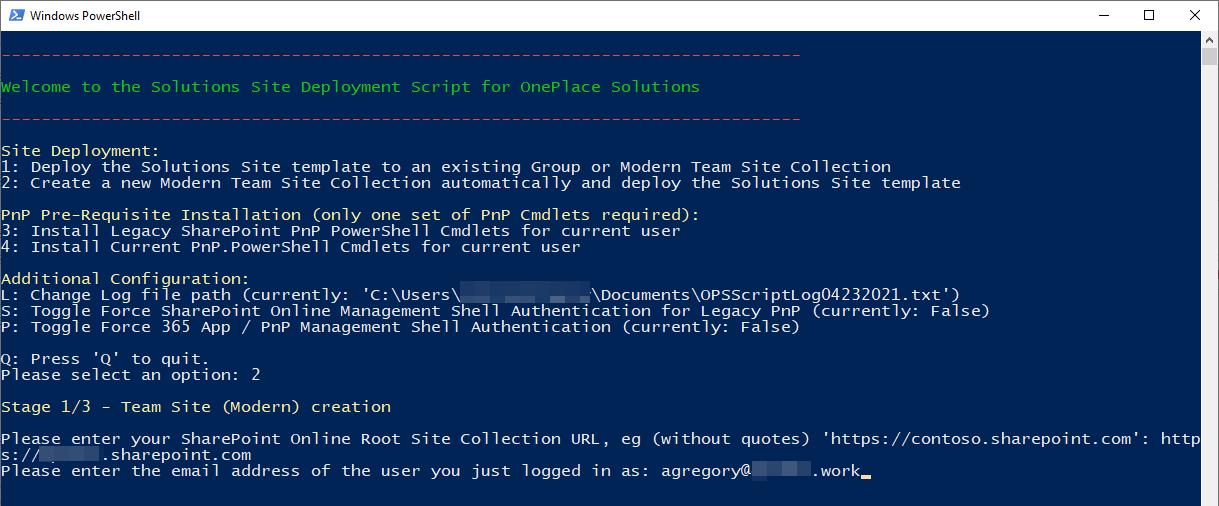 Windows PowerShell
--------------------------------------------------------------------------------
Welcome to the Solutions Site Deployment Script for OnePlace Solutions
--------------------------------------------------------------------------------
Site Deployment:
1: Deploy the Solutions Site template to an existing Group or Modern Team Site Collection
2: Create a new Modern Team Site Collection automatically and deploy the Solutions Site template
PnP Pre-Requisite Installation (only one set of PnP Cmdlets required):
3: Install Legacy SharePoint PnP PowerShell Cmdlets for current user
4: Install Current PnP.PowerShell Cmdlets for current user
Additional Configuration:
L: Change Log file path (currently: 'C:\Users\ \Documents\OPSScriptLog04232021.txt')
S: Toggle Force SharePoint Online Management Shell Authentication for Legacy PnP (currently: False)
P: Toggle Force 365 App / PnP Management Shell Authentication (currently: False)
Q: Press 'Q' to quit.
Please select an option: 2
Stage 1/3 - Team Site (Modern) creation
Please enter your SharePoint Online Root Site Collection URL, eg (without quotes) 'https://contoso.sharepoint.com': http
s:// .sharepoint.com
Please enter the email address of the user you just logged in as: agregory@ .work